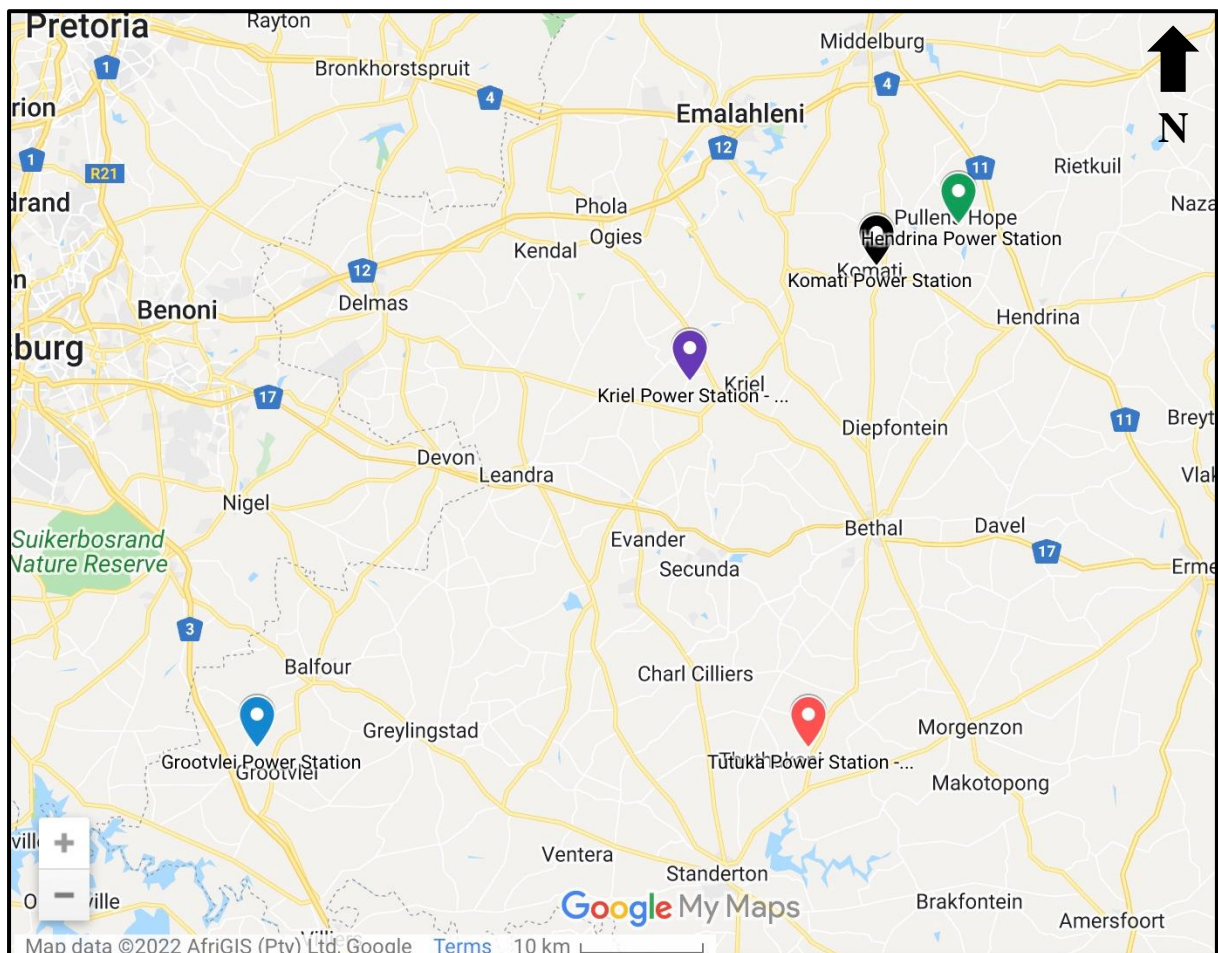 Pretoria
Rayton
Middelburg
1
Bronkhorstspruit
4
4
rion
Emalahleni
N
12
1
R21
11
Rietkuil
drand
Phola
Pullens Hope
Naza
Ogies
Hendrina Power Station
Kendal
Komati
12
Komati Power Station
on
Delmas
Benoni
Hendrina
sburg
Kriel
17
Kriel Power Station - ...
11
Breyt
Diepfontein
Devon
Leandra
Vlak
Nigel
Suikerbosrand
Nature Reserve
Evander
Bethal
Davel
17
Secunda
Erme
3
Balfour
Charl Cilliers
Greylingstad
Morgenzon
Grootvlei Power Station
Grootvlei
Tutuka Power Station -...
Makotopong
+
Ventera
Standerton
−
ville
Google My Maps
Brakfontein
Amersfoort
Villiers
Map data ©2022 AfriGIS (Pty) Ltd, Google Terms 10 km